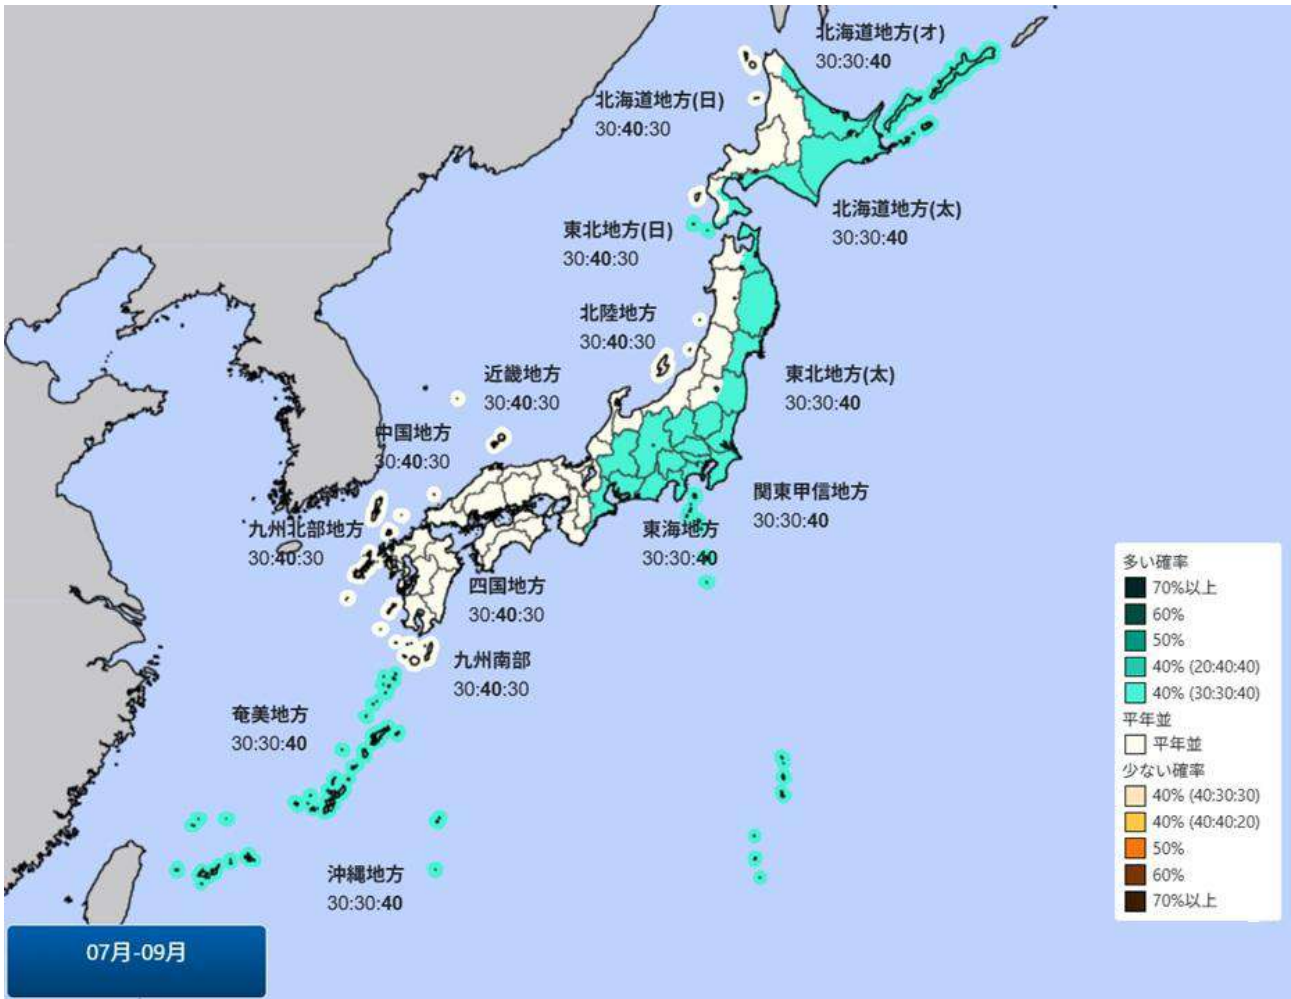 北海道地方(オ)
30:30:40
北海道地方(日)
30:40:30
北海道地方(太)
30:30:40
東北地方(日)
30:40:30
北陸地方
30:40:30
近畿地方
30:40:30
東北地方(太)
30:30:40
中国地方
30:40:30
関東甲信地方
30:30:40
九州北部地方
30:40:30
東海地方
30:30:40
四国地方
30:40:30
九州南部
30:40:30
奄美地方
30:30:40
沖縄地方
30:30:40
多い確率
70%以上
60%
50%
40% (20:40:40)
40% (30:30:40)
平年並
平年並
少ない確率
40% (40:30:30)
40% (40:40:20)
50%
60%
70%以上
07月-09月